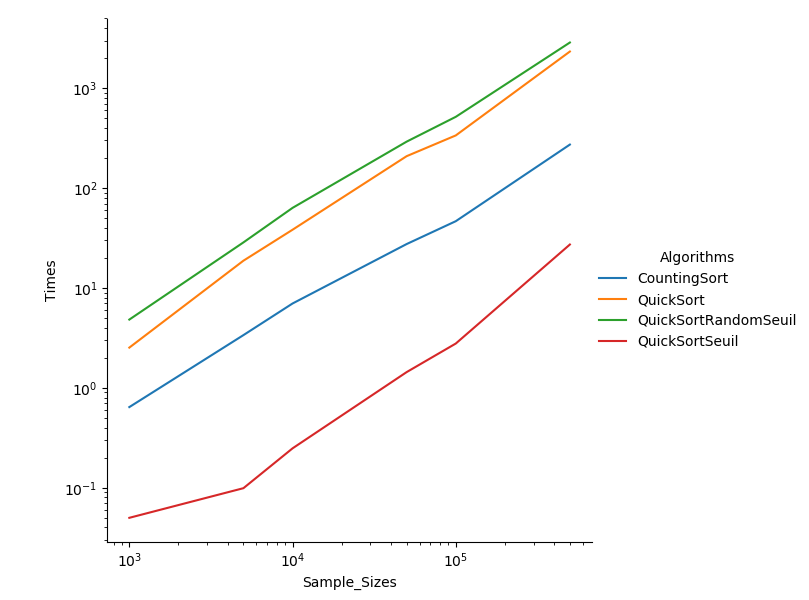 10³
10²
10¹
10⁰
10⁻¹
Times
10³ 10⁴ 10⁵
Sample_Sizes
Algorithms
CountingSort
QuickSort
QuickSortRandomSeuil
QuickSortSeuil